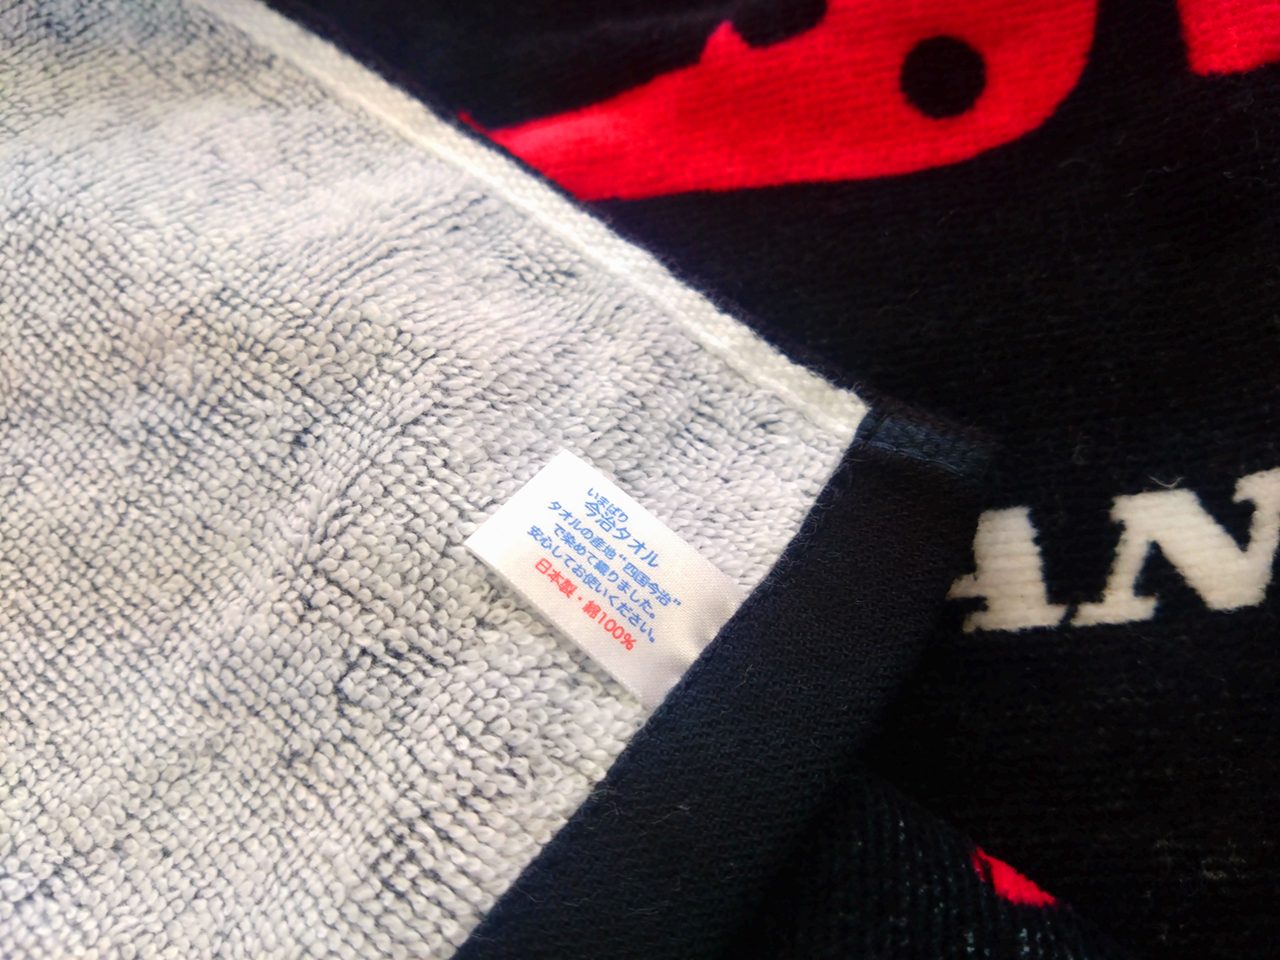 いまばり
今治タオル
タオルの産地"四国今治"
で染めて織りました。
安心してお使いください。
日本製・綿100%